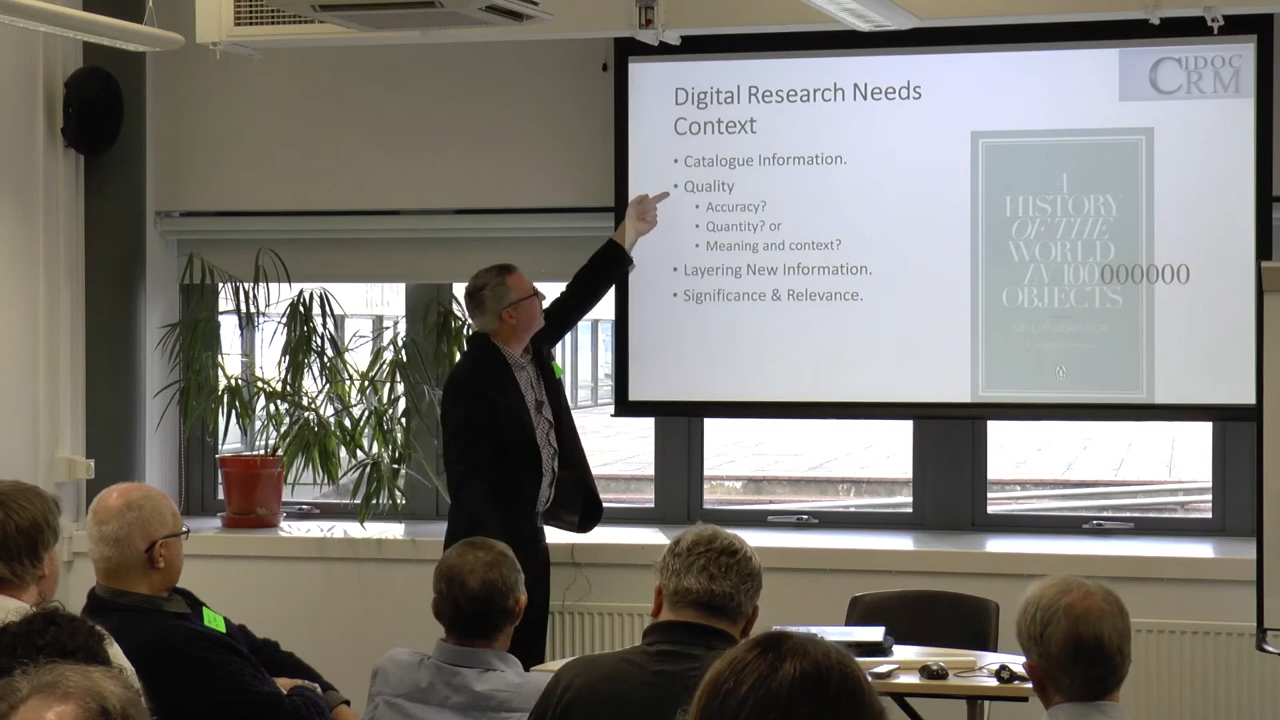 Digital Research Needs
Context
• Catalogue Information.
• Quality
• Accuracy?
• Quantity? or
• Meaning and context?
• Layering New Information.
• Significance & Relevance.
CIDOC
CRM
A
HISTORY
OF THE
WORLD
IN 100000000
OBJECTS